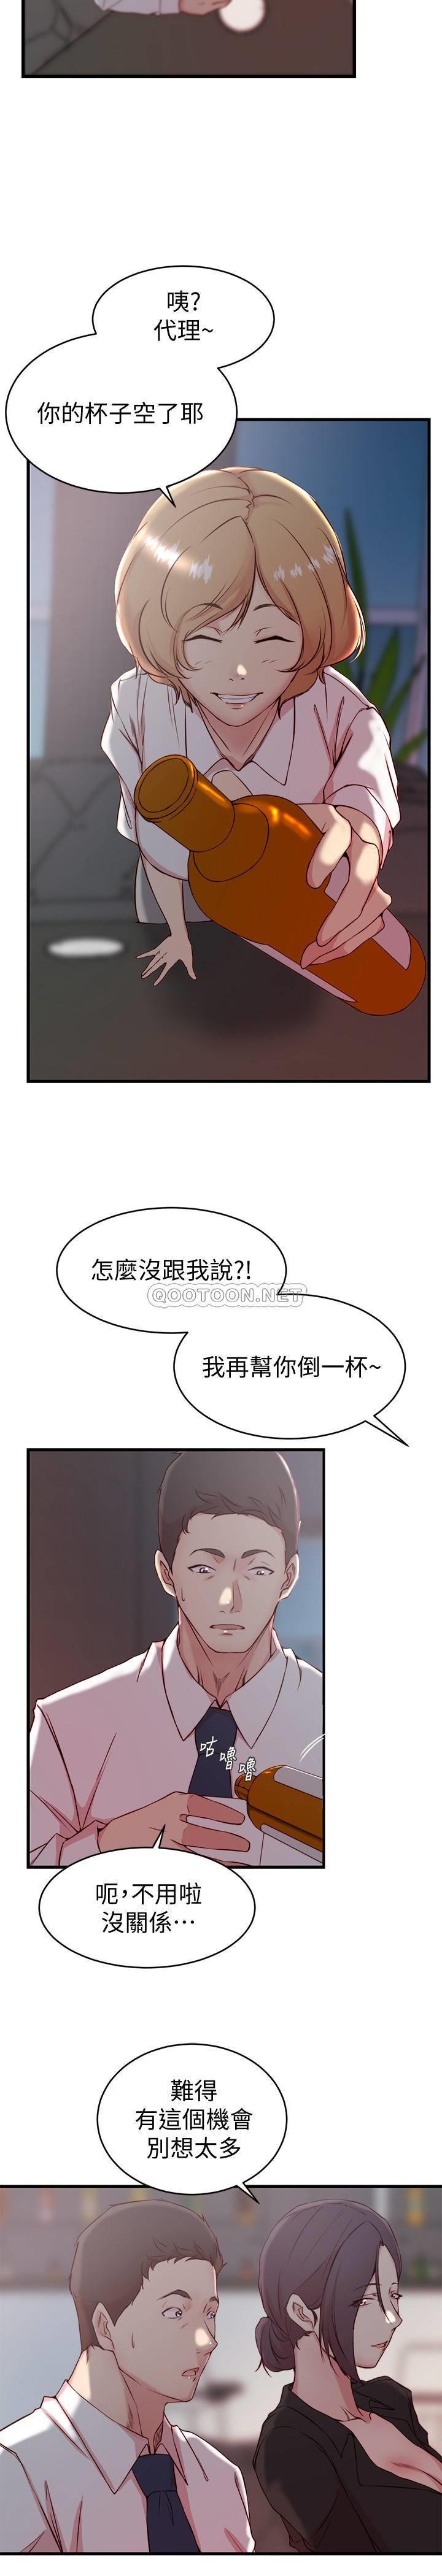 咦?
代理~
你的杯子空了耶
怎麼沒跟我說?!
QOOTOON.NET
我再幫你倒一杯~
咕嚕嚕
呃,不用啦
沒關係…
難得
有這個機會
別想太多